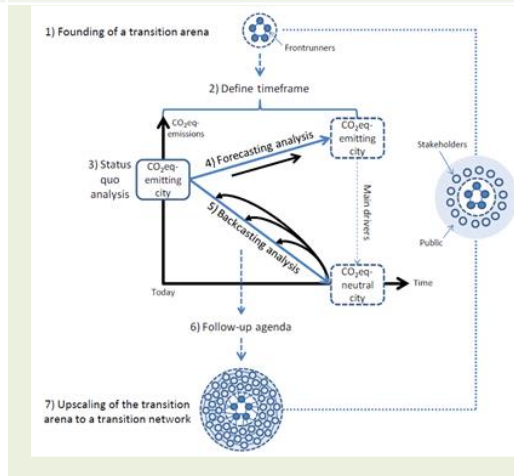 1) Founding of a transition arena
Frontrunners
2) Define timeframe
CO₂eq-
emissions
CO₂eq-
emitting
city
4) Forecasting analysis
Stakeholders
3) Status
quo
analysis
CO₂eq-
emitting
city
5) Backcasting analysis
Main drivers
Public
CO₂eq-
neutral
city
Time
Today
6) Follow-up agenda
7) Upscaling of the transition
arena to a transition network